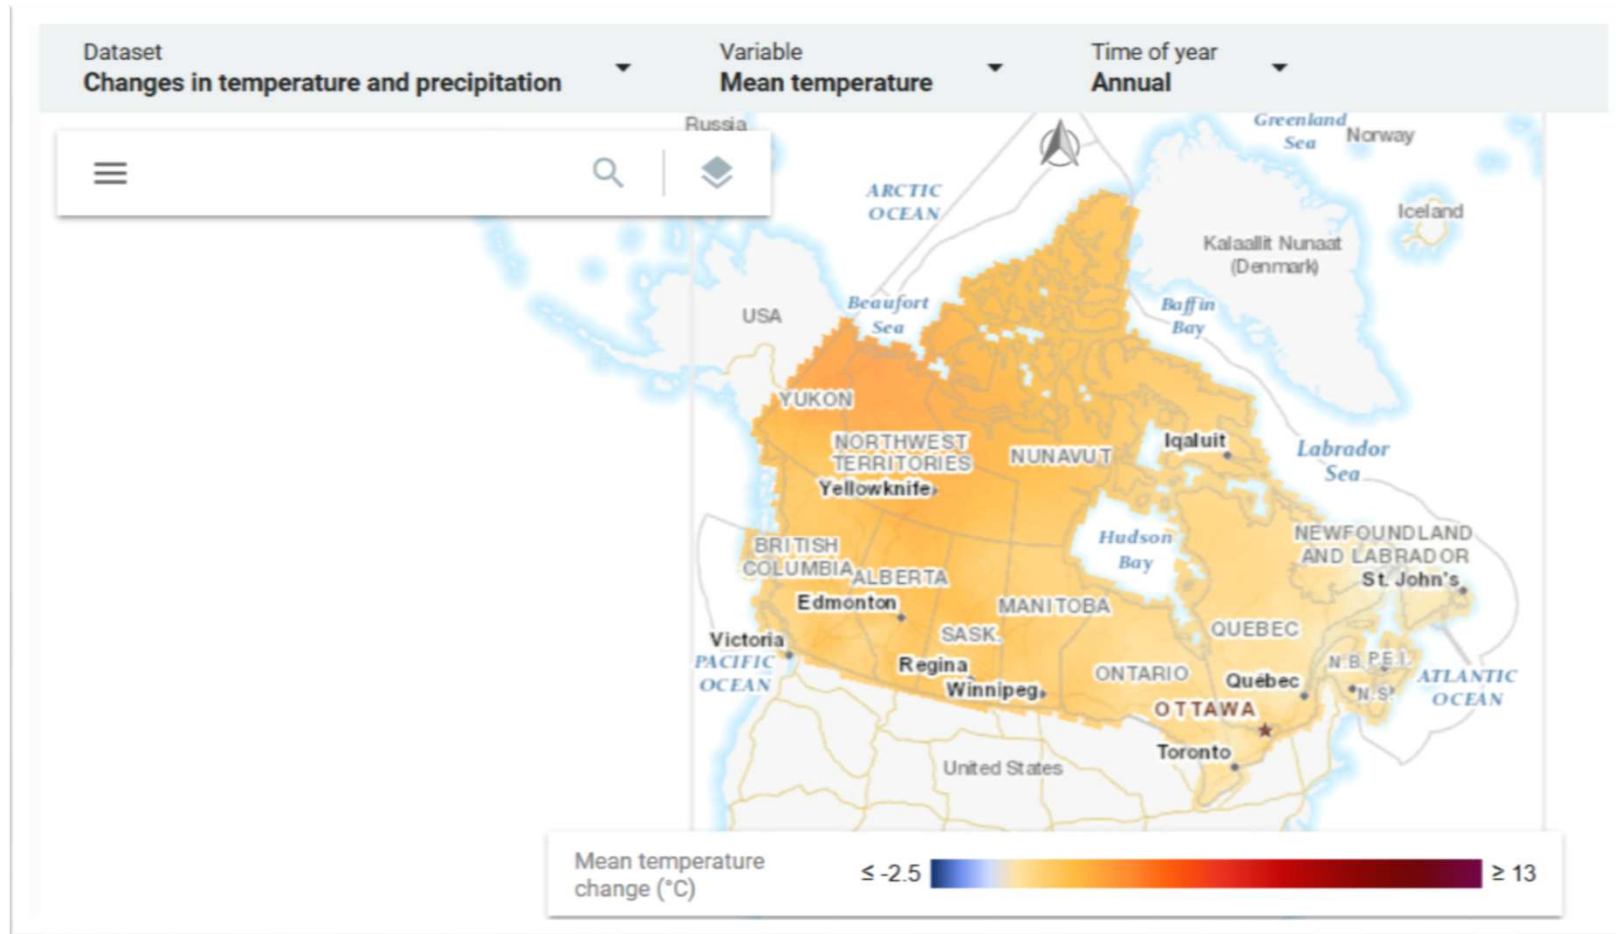 Dataset
Changes in temperature and precipitation
Variable
Mean temperature
Time of year
Annual
Russia
Greenland
Sea
Norway
ARCTIC
OCEAN
Iceland
Kalaallit Nunaat
(Denmark)
USA
Beaufort
Sea
Baffin
Bay
YUKON
NORTHWEST
TERRITORIES
Yellowknife
NUNAVUT
Iqaluit
Labrador
Sea
Hudson
Bay
NEWFOUNDLAND
AND LABRADOR
St. John's
BRITISH
COLUMBIA
ALBERTA
Edmonton
MANITOBA
SASK.
QUEBEC
Victoria
PACIFIC
OCEAN
Regina
Winnipeg
ONTARIO
Québec
N.B.
P.E.I.
N.S.
ATLANTIC
OCEAN
OTTAWA
Toronto
United States
Mean temperature
change (°C)
≤ -2.5
≥ 13